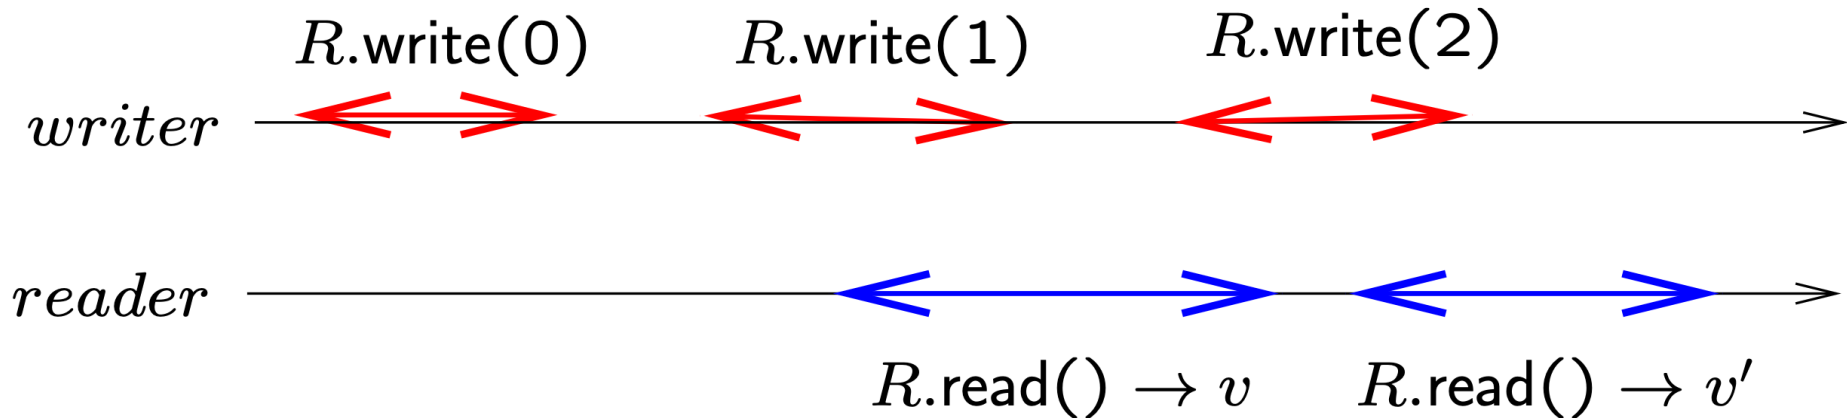 R.write(0) R.write(1) R.write(2)
writer
reader
R.read() → v R.read() → v′